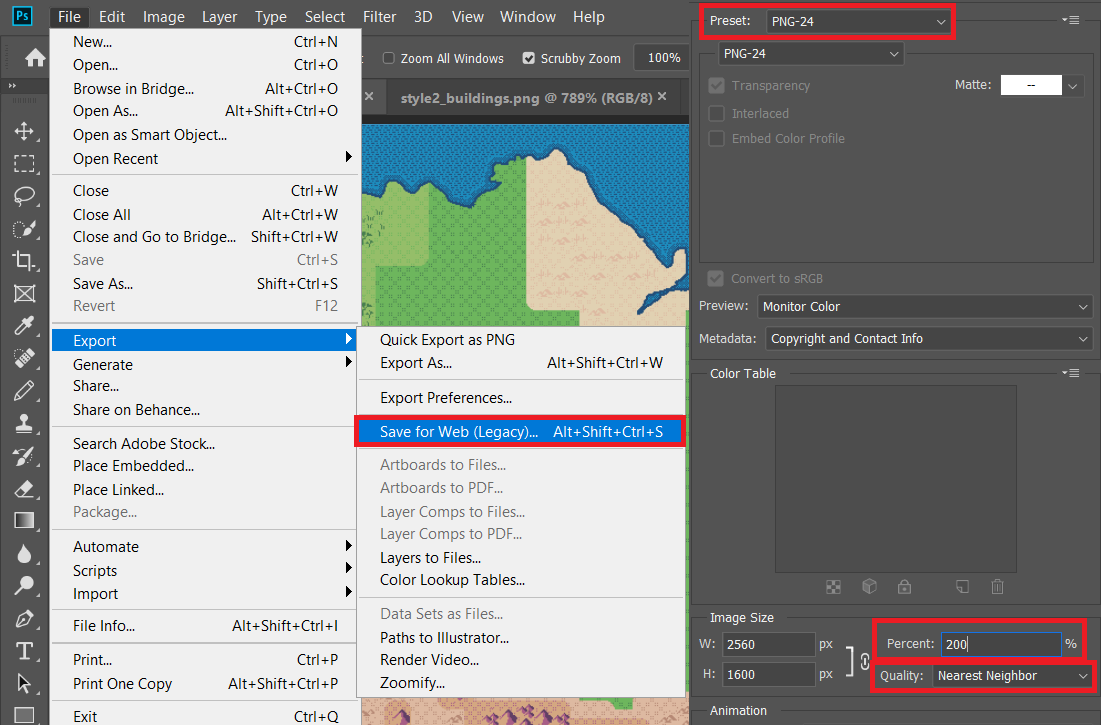 Ps File Edit Image Layer Type Select Filter 3D View Window Help
Zoom All Windows Scrubby Zoom 100%
style2_buildings.png @ 789% (RGB/8)
New... Ctrl+N
Open... Ctrl+O
Browse in Bridge... Alt+Ctrl+O
Open As... Alt+Shift+Ctrl+O
Open as Smart Object...
Open Recent
Close Ctrl+W
Close All Alt+Ctrl+W
Close and Go to Bridge... Shift+Ctrl+W
Save Ctrl+S
Save As... Shift+Ctrl+S
Revert F12
Export
Generate
Share...
Share on Behance...
Search Adobe Stock...
Place Embedded...
Place Linked...
Package...
Automate
Scripts
Import
File Info... Alt+Shift+Ctrl+I
Print... Ctrl+P
Print One Copy Alt+Shift+Ctrl+P
Exit Ctrl+Q
Quick Export as PNG
Export As... Alt+Shift+Ctrl+W
Export Preferences...
Save for Web (Legacy)... Alt+Shift+Ctrl+S
Artboards to Files...
Artboards to PDF...
Layer Comps to Files...
Layer Comps to PDF...
Layers to Files...
Color Lookup Tables...
Data Sets as Files...
Paths to Illustrator...
Render Video...
Zoomify...
Preset: PNG-24
PNG-24
Transparency Matte: --
Interlaced
Embed Color Profile
Convert to sRGB
Preview: Monitor Color
Metadata: Copyright and Contact Info
Color Table
Image Size
W: 2560 px Percent: 200 %
H: 1600 px Quality: Nearest Neighbor
Animation